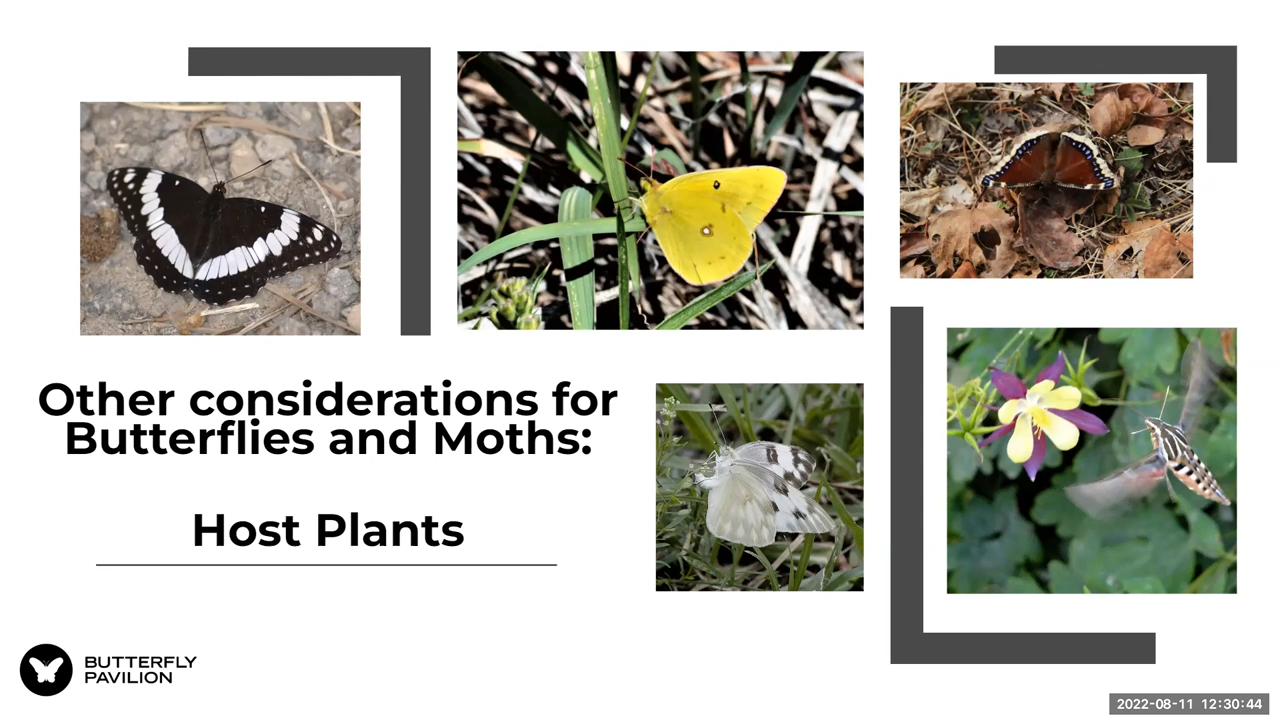 Other considerations for
Butterflies and Moths:
Host Plants
BUTTERFLY
PAVILION
2022-08-11 12:30:44